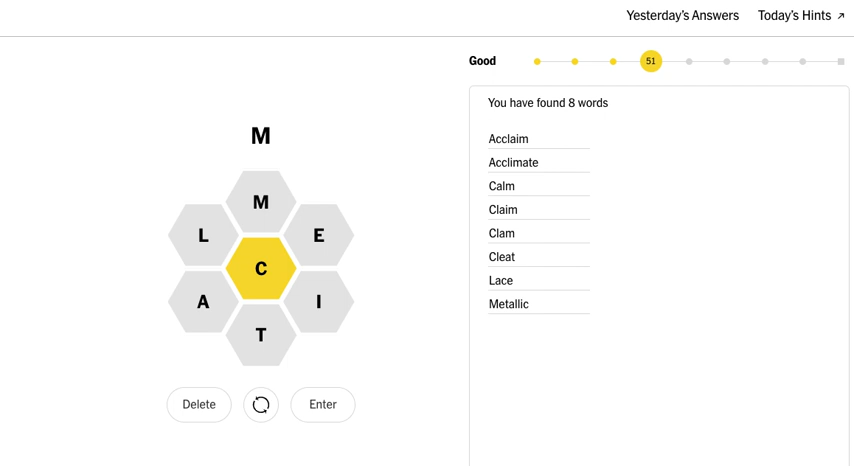 Yesterday's Answers Today's Hints ↗
Good 51
You have found 8 words
Acclaim
Acclimate
Calm
Claim
Clam
Cleat
Lace
Metallic
M
M
L E
C
A I
T
Delete Enter